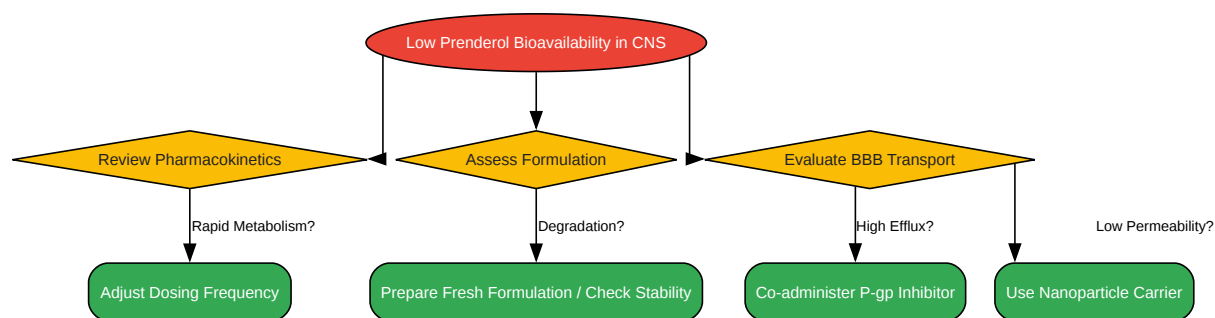 Low Prenderol Bioavailability in CNS
Review Pharmacokinetics
Assess Formulation
Evaluate BBB Transport
Rapid Metabolism?
Degradation?
High Efflux?
Low Permeability?
Adjust Dosing Frequency
Prepare Fresh Formulation / Check Stability
Co-administer P-gp Inhibitor
Use Nanoparticle Carrier